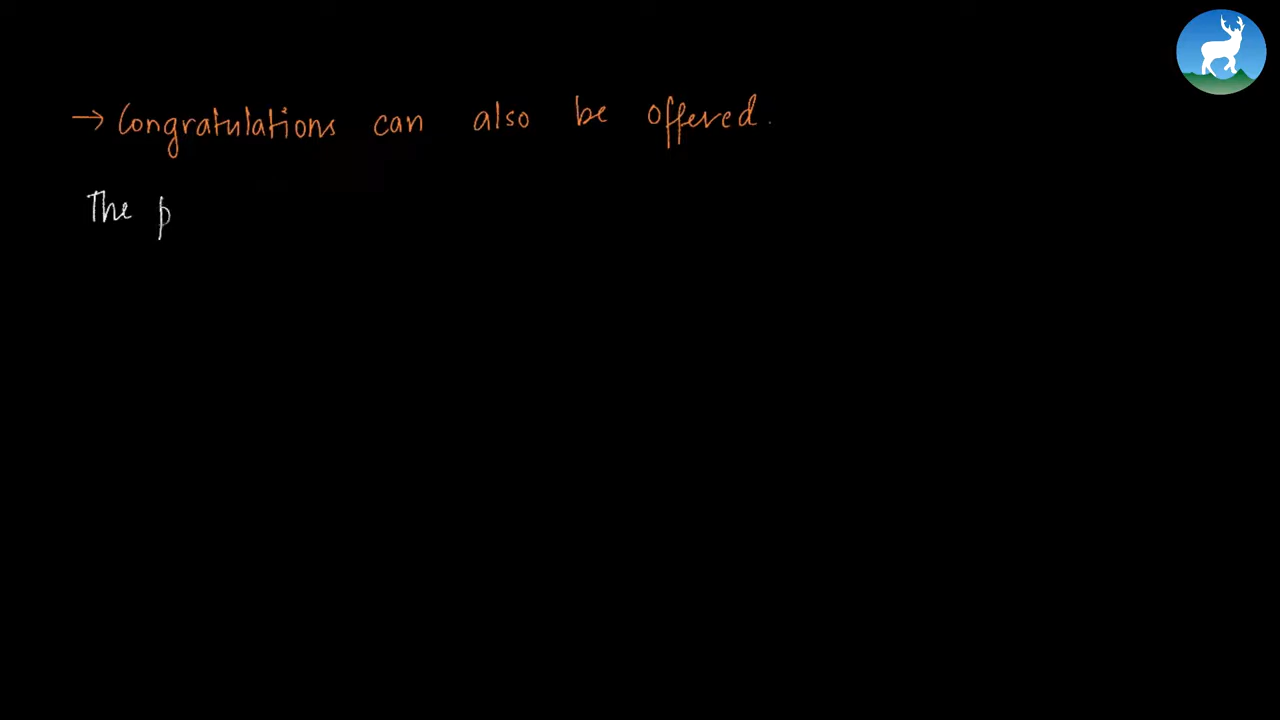 → Congratulations can also be offered.
The p